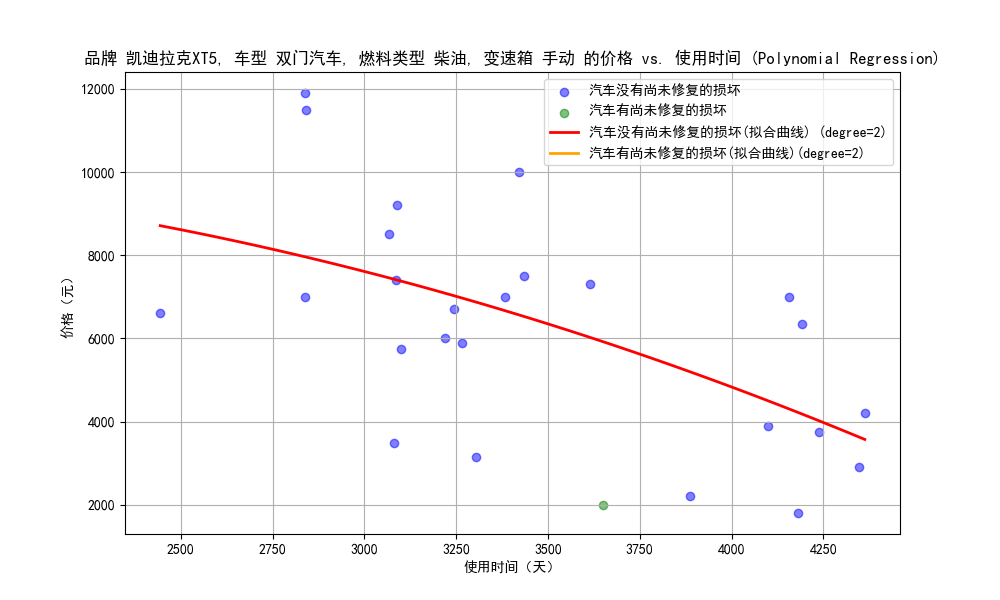 品牌 凯迪拉克XT5, 车型 双门汽车, 燃料类型 柴油, 变速箱 手动 的价格 vs. 使用时间 (Polynomial Regression)
汽车没有尚未修复的损坏
汽车有尚未修复的损坏
汽车没有尚未修复的损坏(拟合曲线) (degree=2)
汽车有尚未修复的损坏(拟合曲线)(degree=2)
价格（元）
12000
10000
8000
6000
4000
2000
2500 2750 3000 3250 3500 3750 4000 4250
使用时间（天）